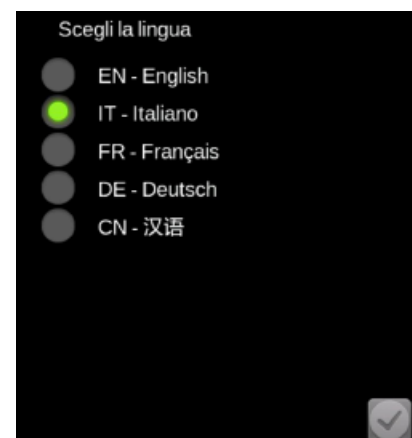 Scegli la lingua
EN - English
IT - Italiano
FR - Français
DE - Deutsch
CN - 汉语